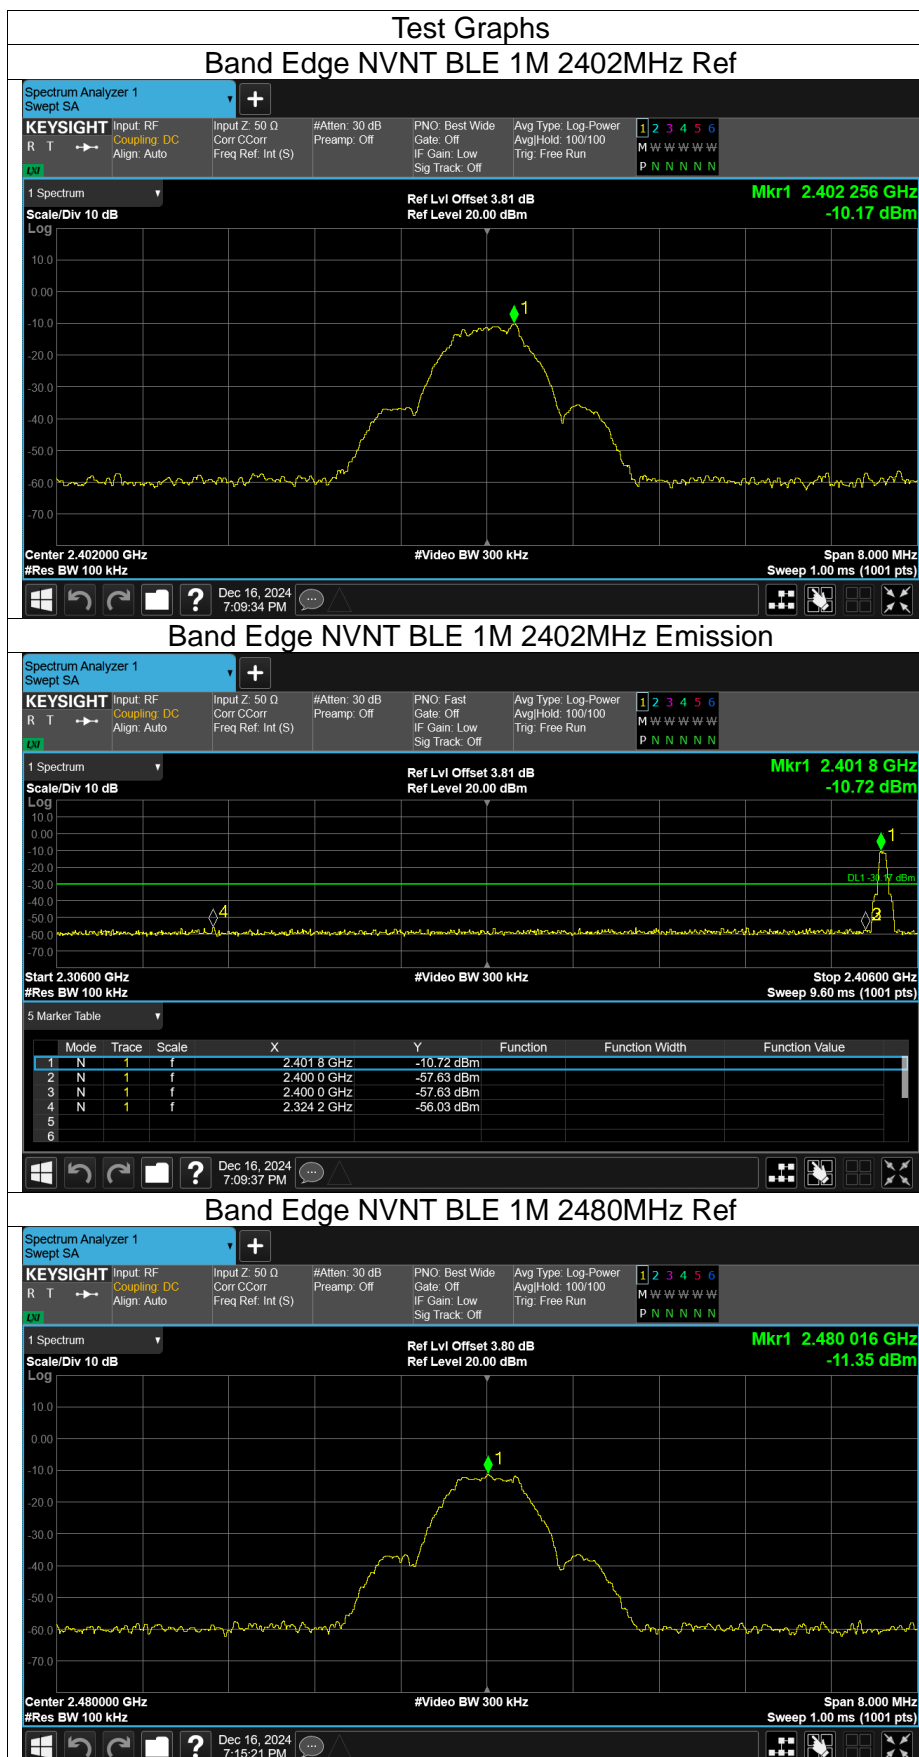 Test Graphs
Band Edge NVNT BLE 1M 2402MHz Ref
Spectrum Analyzer 1
Swept SA
KEYSIGHT Input: RF Input Z: 50 Ω #Atten: 30 dB PNO: Best Wide Avg Type: Log-Power 1 2 3 4 5 6
R T Coupling: DC Corr CCorr Preamp: Off Gate: Off Avg|Hold: 100/100 M W W W W W
Align: Auto Freq Ref: Int (S) IF Gain: Low Trig: Free Run
LXI Sig Track: Off P N N N N N
1 Spectrum Ref Lvl Offset 3.81 dB Mkr1 2.402 256 GHz
Scale/Div 10 dB Ref Level 20.00 dBm -10.17 dBm
Log
10.0
1
0.00
-10.0
-20.0
-30.0
-40.0
-50.0
-60.0
-70.0
Center 2.402000 GHz #Video BW 300 kHz Span 8.000 MHz
#Res BW 100 kHz Sweep 1.00 ms (1001 pts)
? Dec 16, 2024
7:09:34 PM
Band Edge NVNT BLE 1M 2402MHz Emission
Spectrum Analyzer 1
Swept SA
KEYSIGHT Input: RF Input Z: 50 Ω #Atten: 30 dB PNO: Fast Avg Type: Log-Power 1 2 3 4 5 6
R T Coupling: DC Corr CCorr Preamp: Off Gate: Off Avg|Hold: 100/100 M W W W W W
Align: Auto Freq Ref: Int (S) IF Gain: Low Trig: Free Run
LXI Sig Track: Off P N N N N N
1 Spectrum Ref Lvl Offset 3.81 dB Mkr1 2.401 8 GHz
Scale/Div 10 dB Ref Level 20.00 dBm -10.72 dBm
Log
10.0
0.00 1
-10.0
-20.0
DL1 -30.17 dBm
-30.0
-40.0
-50.0 4
-60.0
-70.0
Start 2.30600 GHz #Video BW 300 kHz Stop 2.40600 GHz
#Res BW 100 kHz Sweep 9.60 ms (1001 pts)
5 Marker Table
Mode Trace Scale X Y Function Function Width Function Value
1 N 1 f 2.401 8 GHz -10.72 dBm
2 N 1 f 2.400 0 GHz -57.63 dBm
3 N 1 f 2.400 0 GHz -57.63 dBm
4 N 1 f 2.324 2 GHz -56.03 dBm
5
6
? Dec 16, 2024
7:09:37 PM
Band Edge NVNT BLE 1M 2480MHz Ref
Spectrum Analyzer 1
Swept SA
KEYSIGHT Input: RF Input Z: 50 Ω #Atten: 30 dB PNO: Best Wide Avg Type: Log-Power 1 2 3 4 5 6
R T Coupling: DC Corr CCorr Preamp: Off Gate: Off Avg|Hold: 100/100 M W W W W W
Align: Auto Freq Ref: Int (S) IF Gain: Low Trig: Free Run
LXI Sig Track: Off P N N N N N
1 Spectrum Ref Lvl Offset 3.80 dB Mkr1 2.480 016 GHz
Scale/Div 10 dB Ref Level 20.00 dBm -11.35 dBm
Log
10.0
0.00
1
-10.0
-20.0
-30.0
-40.0
-50.0
-60.0
-70.0
Center 2.480000 GHz #Video BW 300 kHz Span 8.000 MHz
#Res BW 100 kHz Sweep 1.00 ms (1001 pts)
? Dec 16, 2024
7:15:21 PM